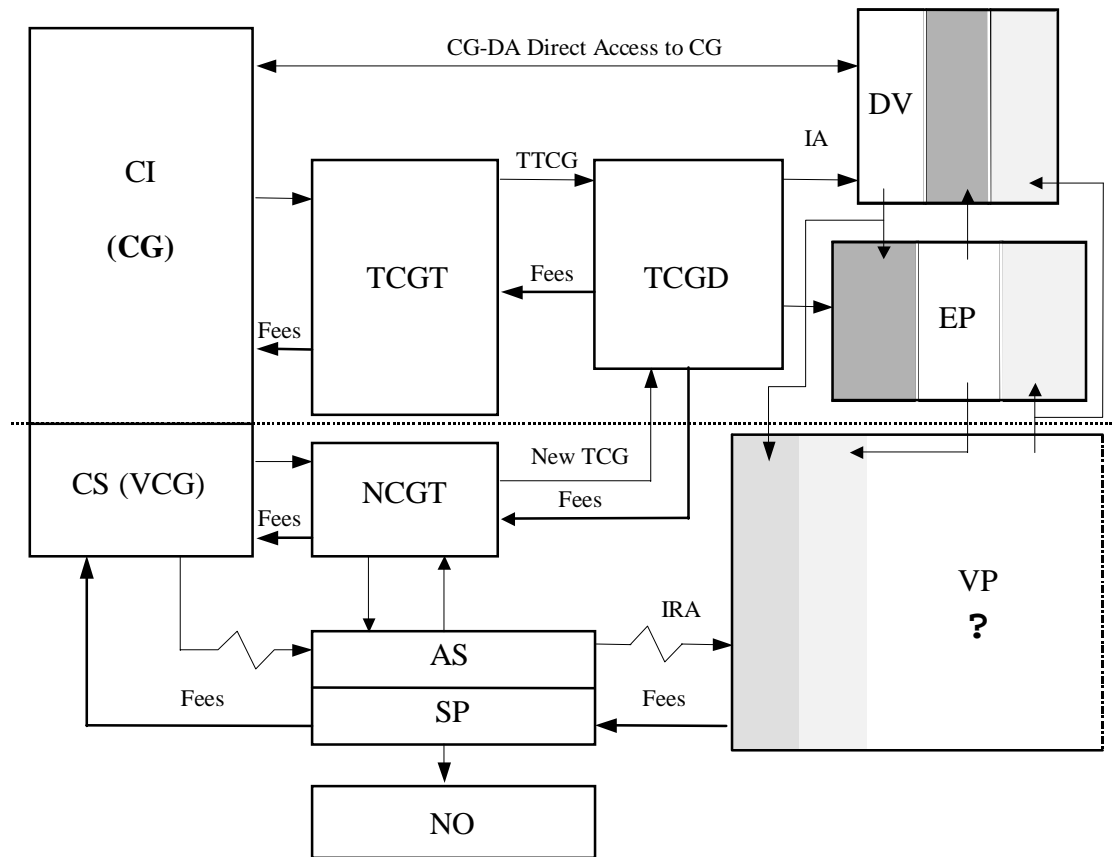 CG-DA Direct Access to CG
DV
IA
CI
(CG)
TTCG
TCGT
TCGD
Fees
EP
Fees
CS (VCG)
NCGT
New TCG
Fees
Fees
VP
?
IRA
AS
Fees
SP
Fees
NO